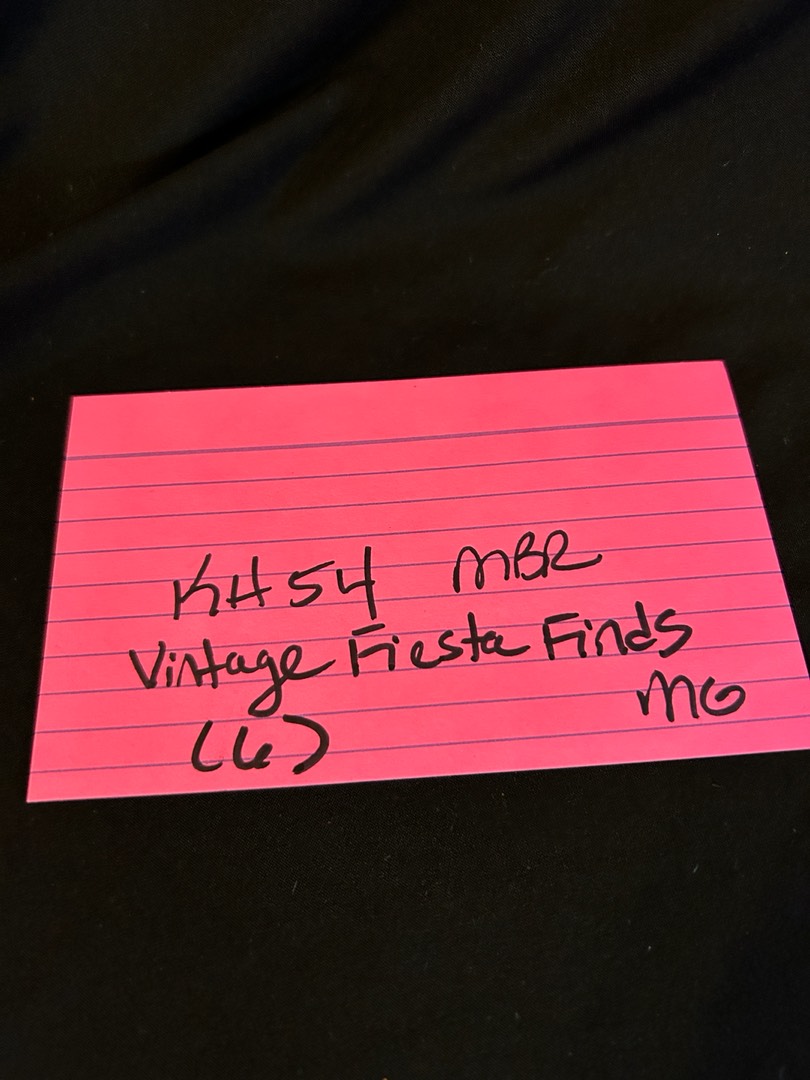 KH54 MBR
Vintage Fiesta Finds
MG
(6)